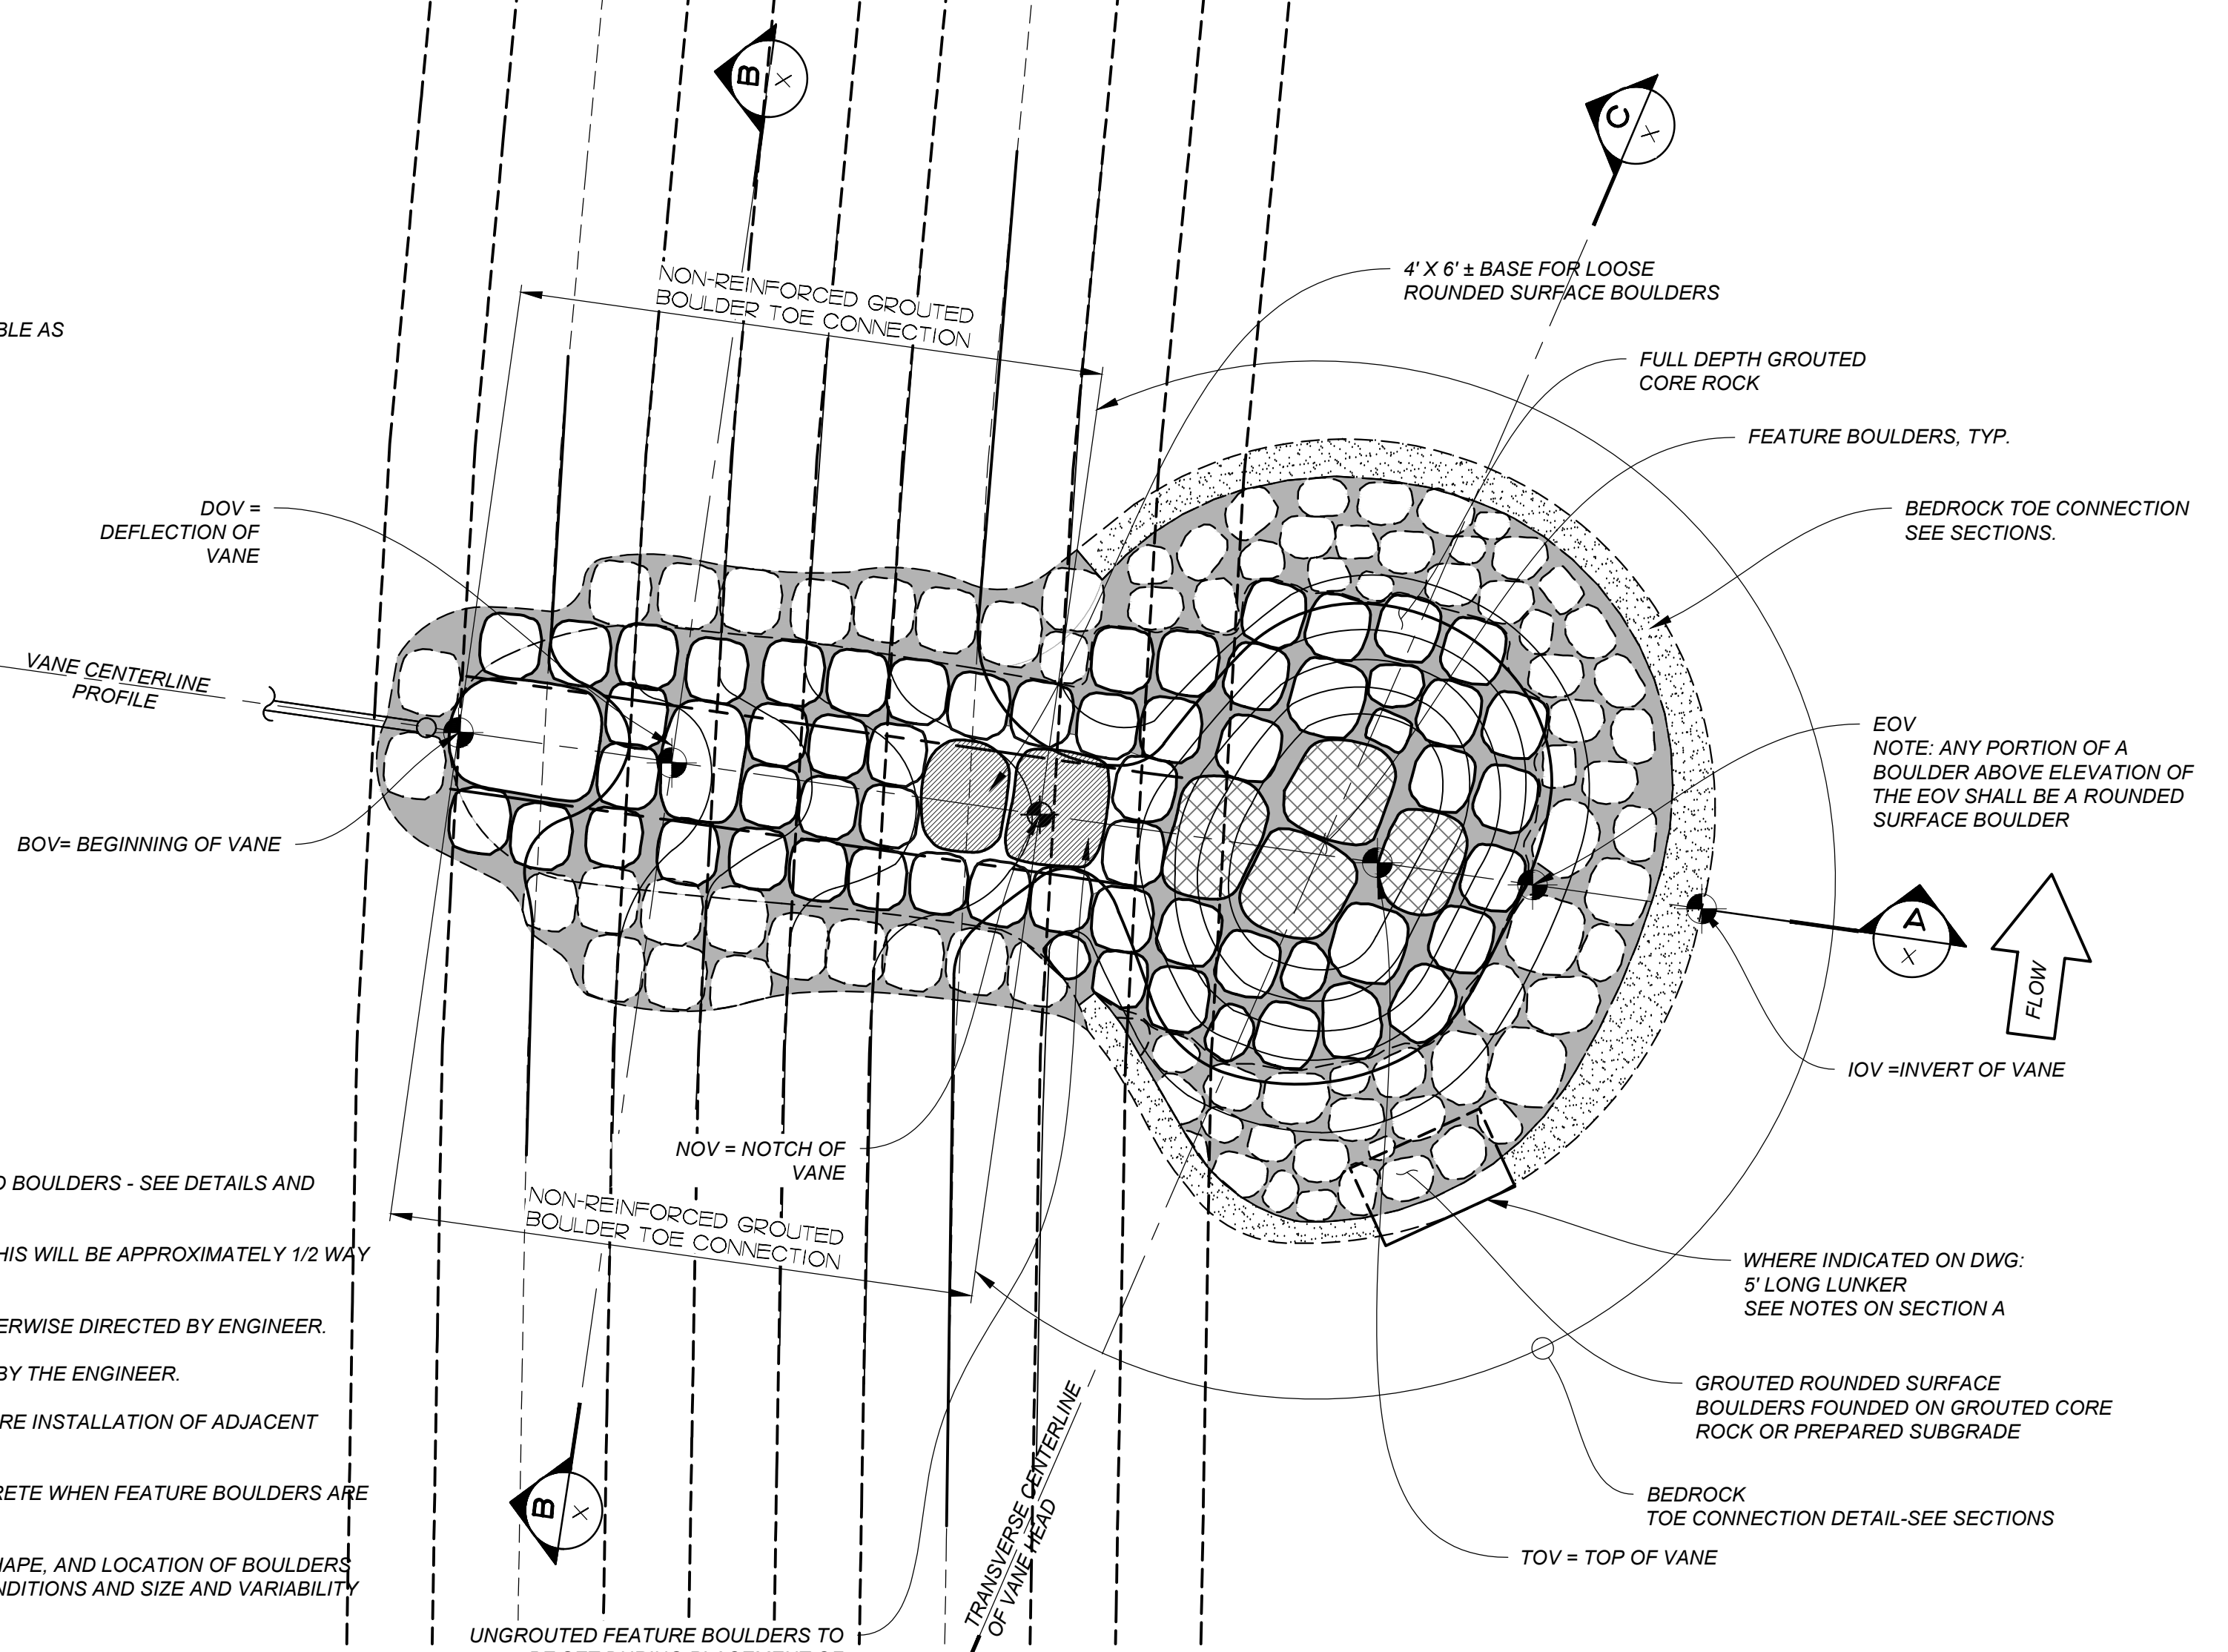 B
X
C
X
NON-REINFORCED GROUTED
BOULDER TOE CONNECTION
4' X 6' ± BASE FOR LOOSE
ROUNDED SURFACE BOULDERS
BLE AS
FULL DEPTH GROUTED
CORE ROCK
FEATURE BOULDERS, TYP.
DOV =
DEFLECTION OF
VANE
BEDROCK TOE CONNECTION
SEE SECTIONS.
VANE CENTERLINE
PROFILE
EOV
NOTE: ANY PORTION OF A
BOULDER ABOVE ELEVATION OF
THE EOV SHALL BE A ROUNDED
SURFACE BOULDER
BOV= BEGINNING OF VANE
A
X
FLOW
IOV =INVERT OF VANE
NOV = NOTCH OF
VANE
D BOULDERS - SEE DETAILS AND
NON-REINFORCED GROUTED
BOULDER TOE CONNECTION
HIS WILL BE APPROXIMATELY 1/2 WAY
WHERE INDICATED ON DWG:
5' LONG LUNKER
SEE NOTES ON SECTION A
ERWISE DIRECTED BY ENGINEER.
BY THE ENGINEER.
GROUTED ROUNDED SURFACE
BOULDERS FOUNDED ON GROUTED CORE
ROCK OR PREPARED SUBGRADE
RE INSTALLATION OF ADJACENT
RETE WHEN FEATURE BOULDERS ARE
B
X
BEDROCK
TOE CONNECTION DETAIL-SEE SECTIONS
TRANSVERSE CENTERLINE
OF VANE HEAD
TOV = TOP OF VANE
HAPE, AND LOCATION OF BOULDERS
NDITIONS AND SIZE AND VARIABILITY
UNGROUTED FEATURE BOULDERS TO
BE SET DURING PLACEMENT OF